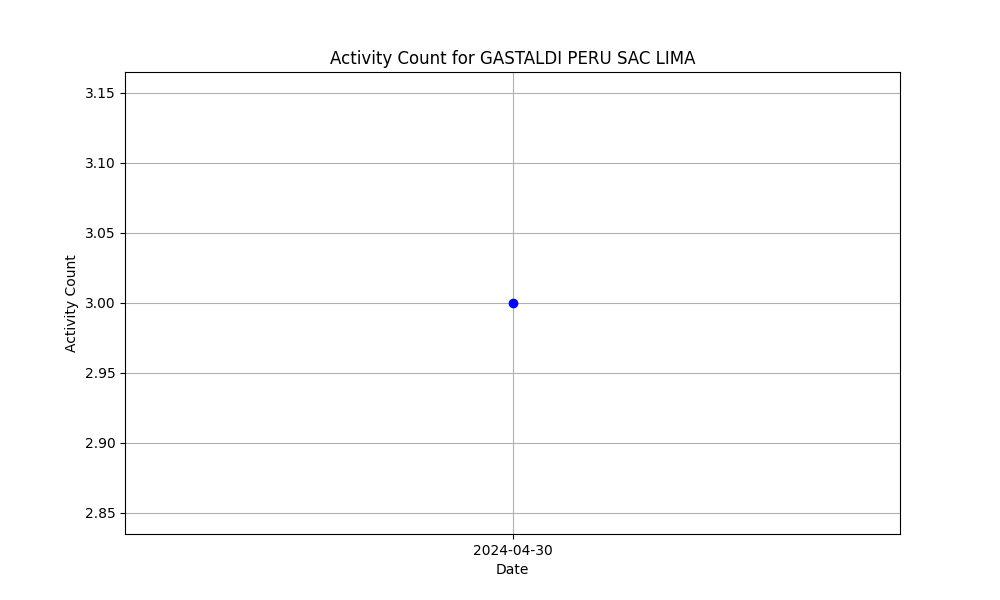 Activity Count for GASTALDI PERU SAC LIMA
3.15
3.10
3.05
3.00
2.95
2.90
2.85
Activity Count
2024-04-30
Date